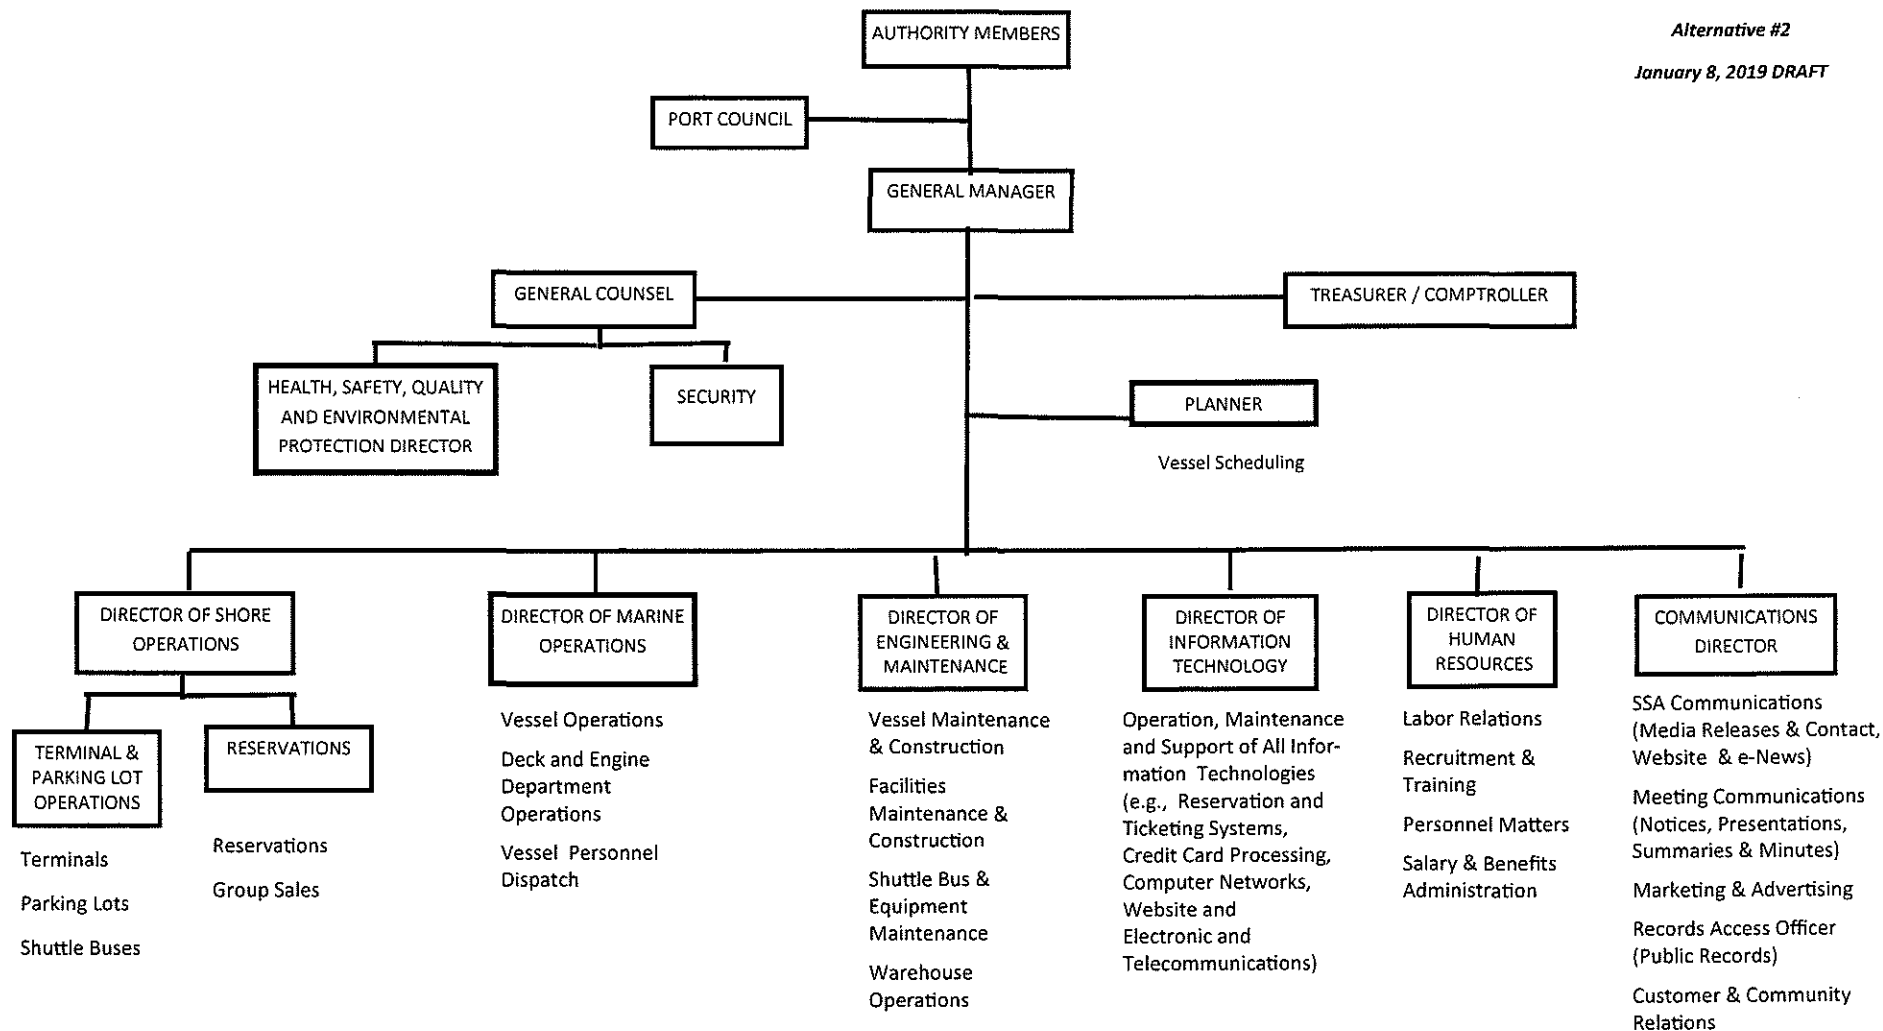 Alternative #2
January 8, 2019 DRAFT
AUTHORITY MEMBERS
PORT COUNCIL
GENERAL MANAGER
GENERAL COUNSEL
TREASURER / COMPTROLLER
HEALTH, SAFETY, QUALITY
AND ENVIRONMENTAL
PROTECTION DIRECTOR
SECURITY
PLANNER
Vessel Scheduling
DIRECTOR OF SHORE
OPERATIONS
TERMINAL &
PARKING LOT
OPERATIONS
Terminals
Parking Lots
Shuttle Buses
RESERVATIONS
Reservations
Group Sales
DIRECTOR OF MARINE
OPERATIONS
Vessel Operations
Deck and Engine
Department
Operations
Vessel Personnel
Dispatch
DIRECTOR OF
ENGINEERING &
MAINTENANCE
Vessel Maintenance
& Construction
Facilities
Maintenance &
Construction
Shuttle Bus &
Equipment
Maintenance
Warehouse
Operations
DIRECTOR OF
INFORMATION
TECHNOLOGY
Operation, Maintenance
and Support of All Infor-
mation Technologies
(e.g., Reservation and
Ticketing Systems,
Credit Card Processing,
Computer Networks,
Website and
Electronic and
Telecommunications)
DIRECTOR OF
HUMAN
RESOURCES
Labor Relations
Recruitment &
Training
Personnel Matters
Salary & Benefits
Administration
COMMUNICATIONS
DIRECTOR
SSA Communications
(Media Releases & Contact,
Website & e-News)
Meeting Communications
(Notices, Presentations,
Summaries & Minutes)
Marketing & Advertising
Records Access Officer
(Public Records)
Customer & Community
Relations